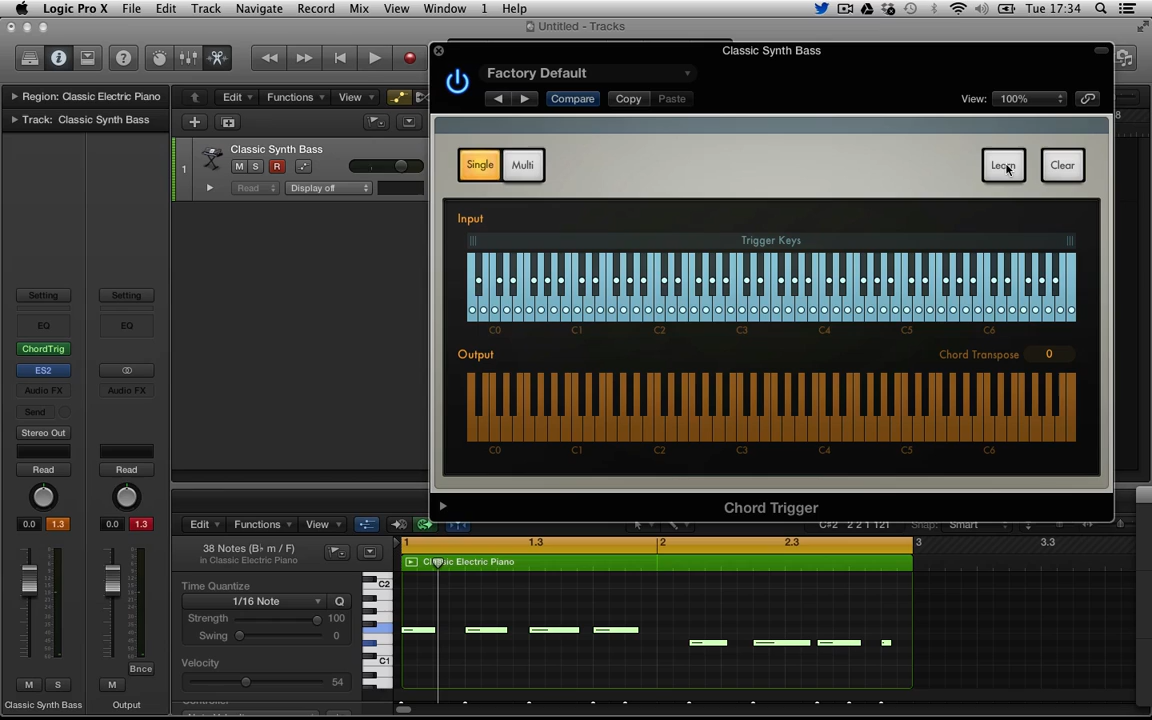 Logic Pro X File Edit Track Navigate Record Mix View Window 1 Help Tue 17:34
Untitled - Tracks
Classic Synth Bass
Factory Default
Compare Copy Paste View: 100%
Region: Classic Electric Piano
Edit Functions View
Track: Classic Synth Bass
1
Classic Synth Bass
M S R
Read Display off
Single Multi Learn Clear
Input
Trigger Keys
C0 C1 C2 C3 C4 C5 C6
Output Chord Transpose 0
C0 C1 C2 C3 C4 C5 C6
Chord Trigger
Setting Setting
EQ EQ
ChordTrig
ES2
Audio FX Audio FX
Send
Stereo Out
Read Read
0.0 1.3 0.0 1.3
Bnce
M S M
Classic Synth Bass Output
Edit Functions View C#2 2 2 1 121 Snap: Smart
38 Notes (B♭ m / F)
in Classic Electric Piano
1 1.3 2 2.3 3 3.3
Time Quantize
1/16 Note Q
Strength 100
Swing 0
Velocity
54
C2
C1